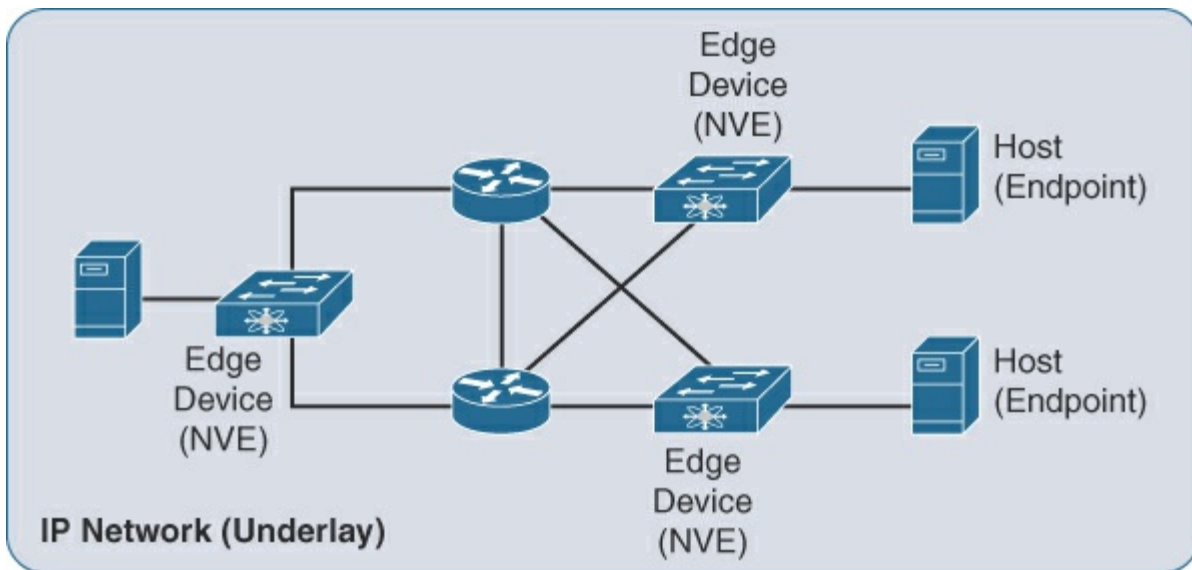 Edge
Device
(NVE)
Host
(Endpoint)
Edge
Device
(NVE)
Host
(Endpoint)
Edge
Device
(NVE)
IP Network (Underlay)